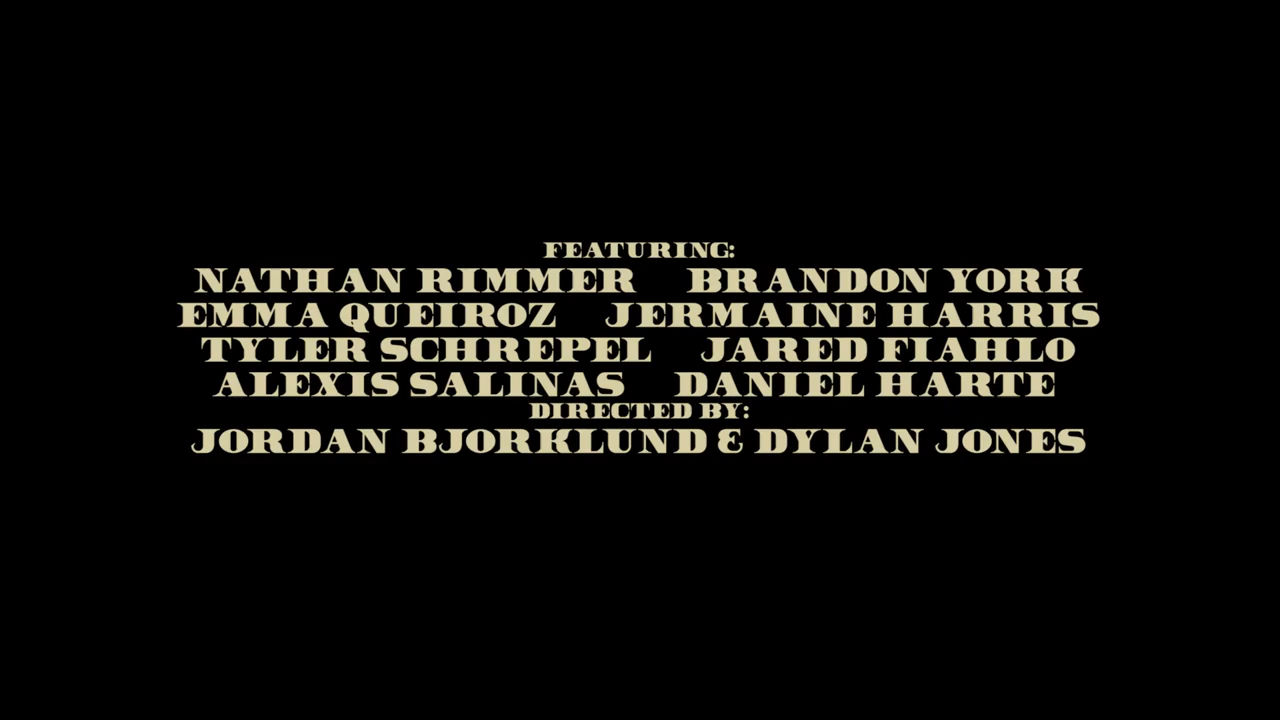 FEATURING:
NATHAN RIMMER BRANDON YORK
EMMA QUEIROZ JERMAINE HARRIS
TYLER SCHREPEL JARED FIAHLO
ALEXIS SALINAS DANIEL HARTE
DIRECTED BY:
JORDAN BJORKLUND & DYLAN JONES